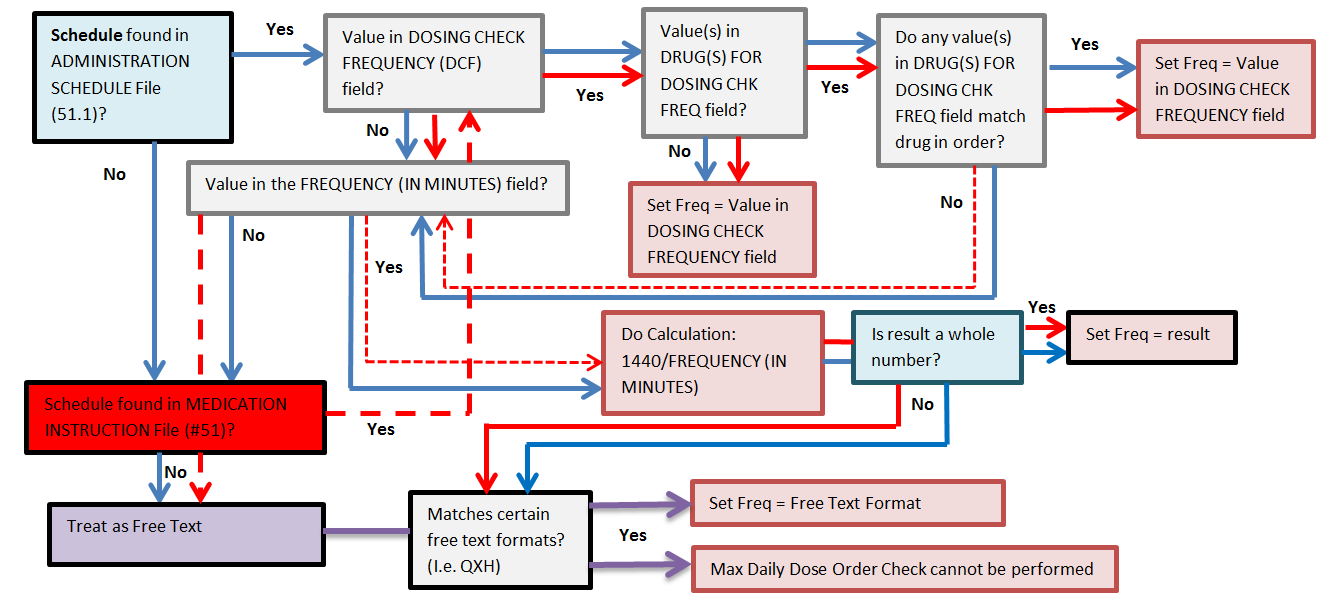 Schedule found in
ADMINISTRATION
SCHEDULE File
(51.1)?
Yes
Value in DOSING CHECK
FREQUENCY (DCF)
field?
Yes
Value(s) in
DRUG(S) FOR
DOSING CHK
FREQ field?
Yes
Do any value(s)
in DRUG(S) FOR
DOSING CHK
FREQ field match
drug in order?
Yes
Set Freq = Value
in DOSING CHECK
FREQUENCY field
No
No
No
No
Value in the FREQUENCY (IN MINUTES) field?
Set Freq = Value in
DOSING CHECK
FREQUENCY field
No
Yes
Do Calculation:
1440/FREQUENCY (IN
MINUTES)
Is result a whole
number?
Yes
Set Freq = result
No
Schedule found in MEDICATION
INSTRUCTION File (#51)?
Yes
No
Treat as Free Text
Matches certain
free text formats?
(I.e. QXH)
Yes
Set Freq = Free Text Format
Max Daily Dose Order Check cannot be performed